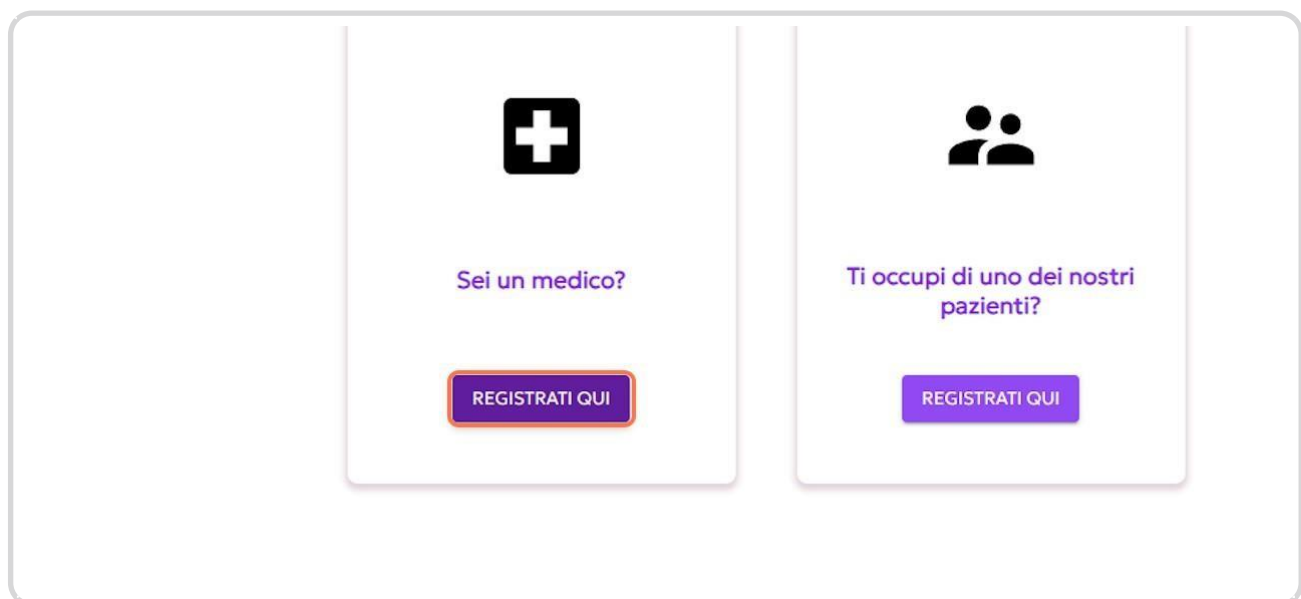 Sei un medico?
REGISTRATI QUI
Ti occupi di uno dei nostri
pazienti?
REGISTRATI QUI